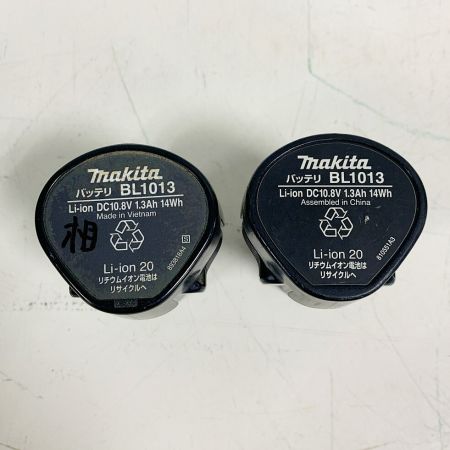 makita
バッテリ BL1013
Li-ion DC10.8V 1.3Ah 14Wh
Made in Vietnam
相
S
Li-ion 20
リチウムイオン電池は
リサイクルへ
makita
バッテリ BL1013
Li-ion DC10.8V 1.3Ah 14Wh
Assembled in China
Li-ion 20
リチウムイオン電池は
リサイクルへ